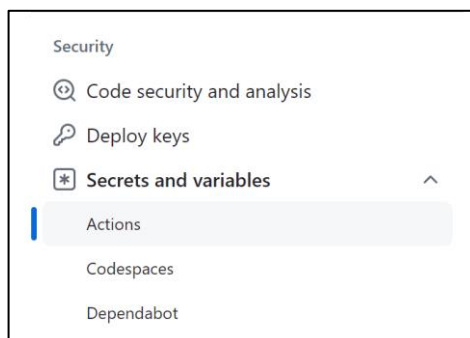 Security
Code security and analysis
Deploy keys
Secrets and variables
Actions
Codespaces
Dependabot